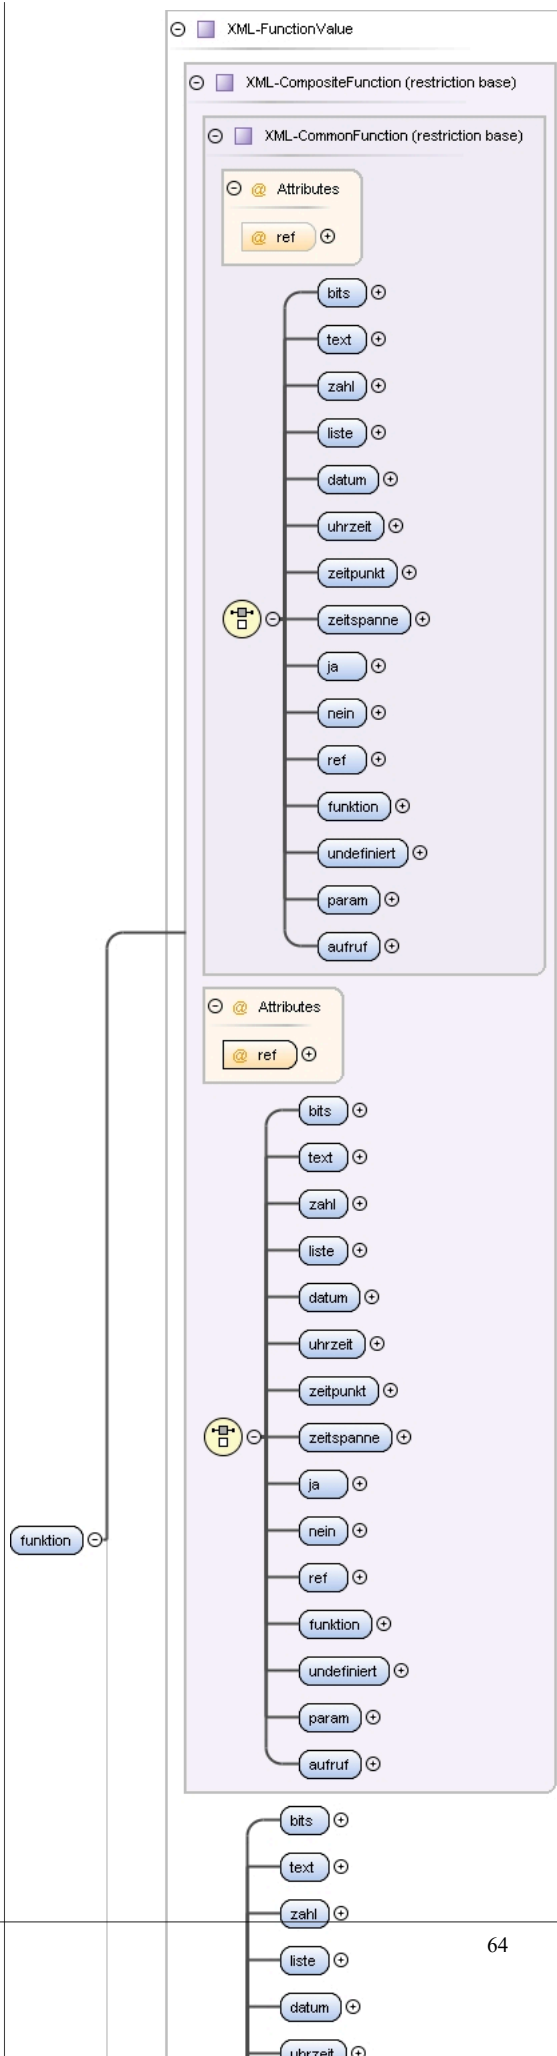 XML-FunctionValue
XML-CompositeFunction (restriction base)
XML-CommonFunction (restriction base)
@ Attributes
@ ref
bits
text
zahl
liste
datum
uhrzeit
zeitpunkt
zeitspanne
ja
nein
ref
funktion
undefiniert
param
aufruf
@ Attributes
@ ref
bits
text
zahl
liste
datum
uhrzeit
zeitpunkt
zeitspanne
ja
nein
funktion
ref
funktion
undefiniert
param
aufruf
bits
text
zahl
64
liste
datum
uhrzeit